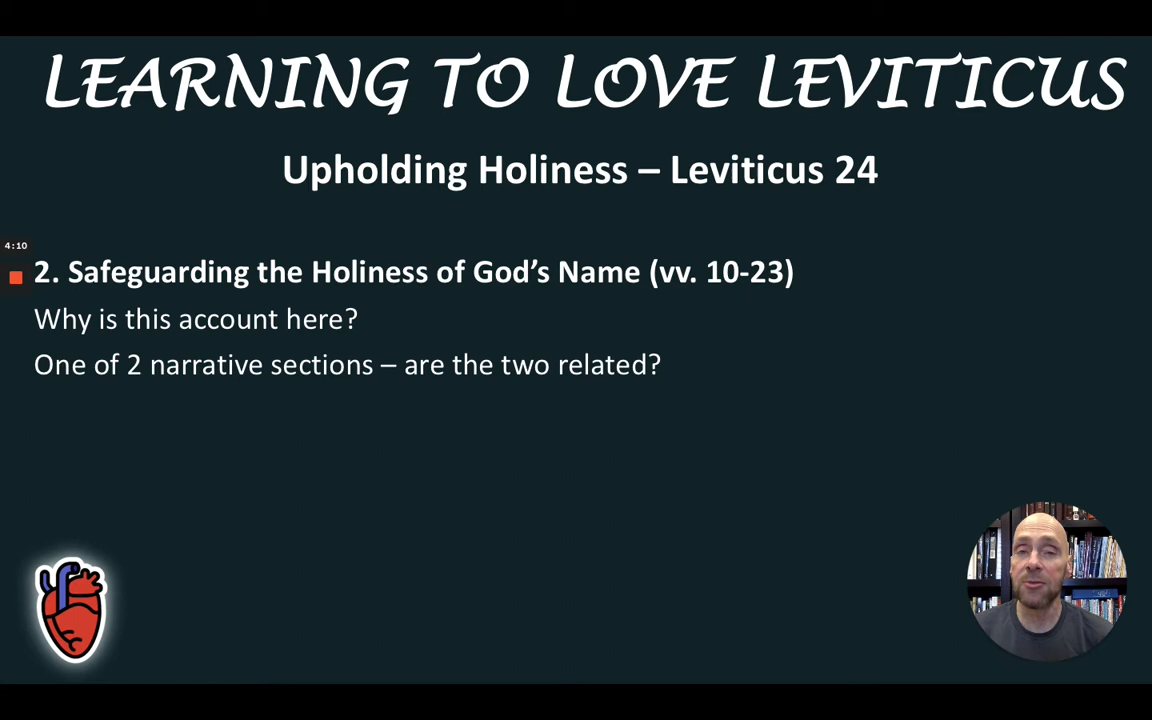 LEARNING TO LOVE LEVITICUS
Upholding Holiness – Leviticus 24
4:10
2. Safeguarding the Holiness of God’s Name (vv. 10-23)
Why is this account here?
One of 2 narrative sections – are the two related?